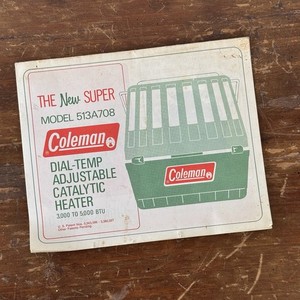 THE New SUPER
MODEL 513A708
Coleman
DIAL-TEMP
ADJUSTABLE
CATALYTIC
HEATER
3,000 TO 5,000 BTU
Coleman